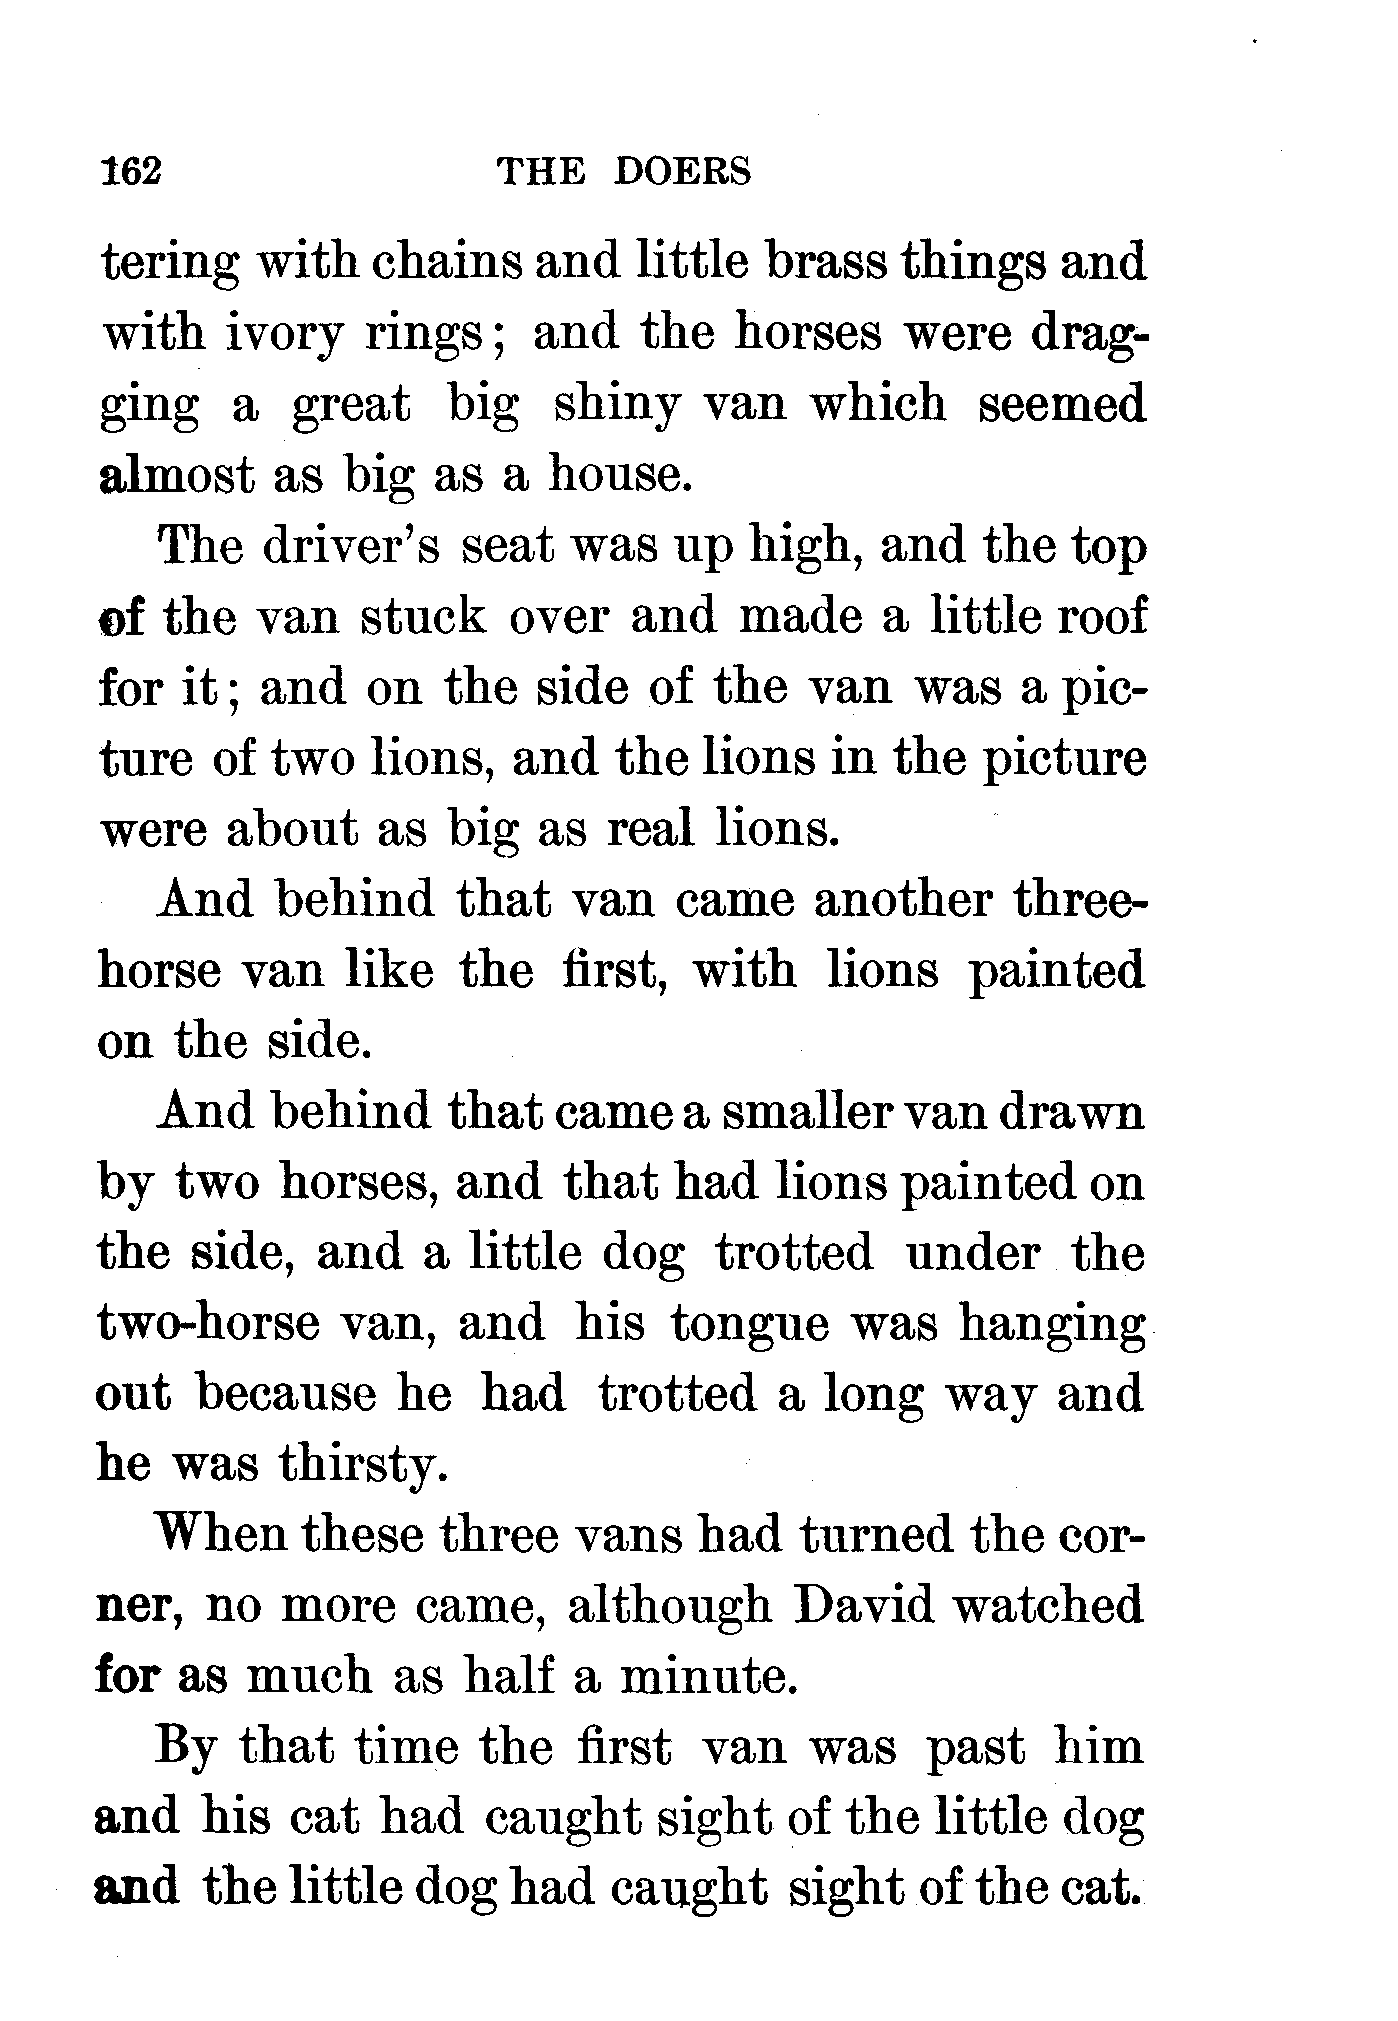 162 THE DOERS
tering with chains and little brass things and
with ivory rings; and the horses were drag-
ging a great big shiny van which seemed
almost as big as a house.
The driver's seat was up high, and the top
of the van stuck over and made a little roof
for it; and on the side of the van was a pic-
ture of two lions, and the lions in the picture
were about as big as real lions.
And behind that van came another three-
horse van like the first, with lions painted
on the side.
And behind that came a smaller van drawn
by two horses, and that had lions painted on
the side, and a little dog trotted under the
two-horse van, and his tongue was hanging
out because he had trotted a long way and
he was thirsty.
When these three vans had turned the cor-
ner, no more came, although David watched
for as much as half a minute.
By that time the first van was past him
and his cat had caught sight of the little dog
and the little dog had caught sight of the cat.